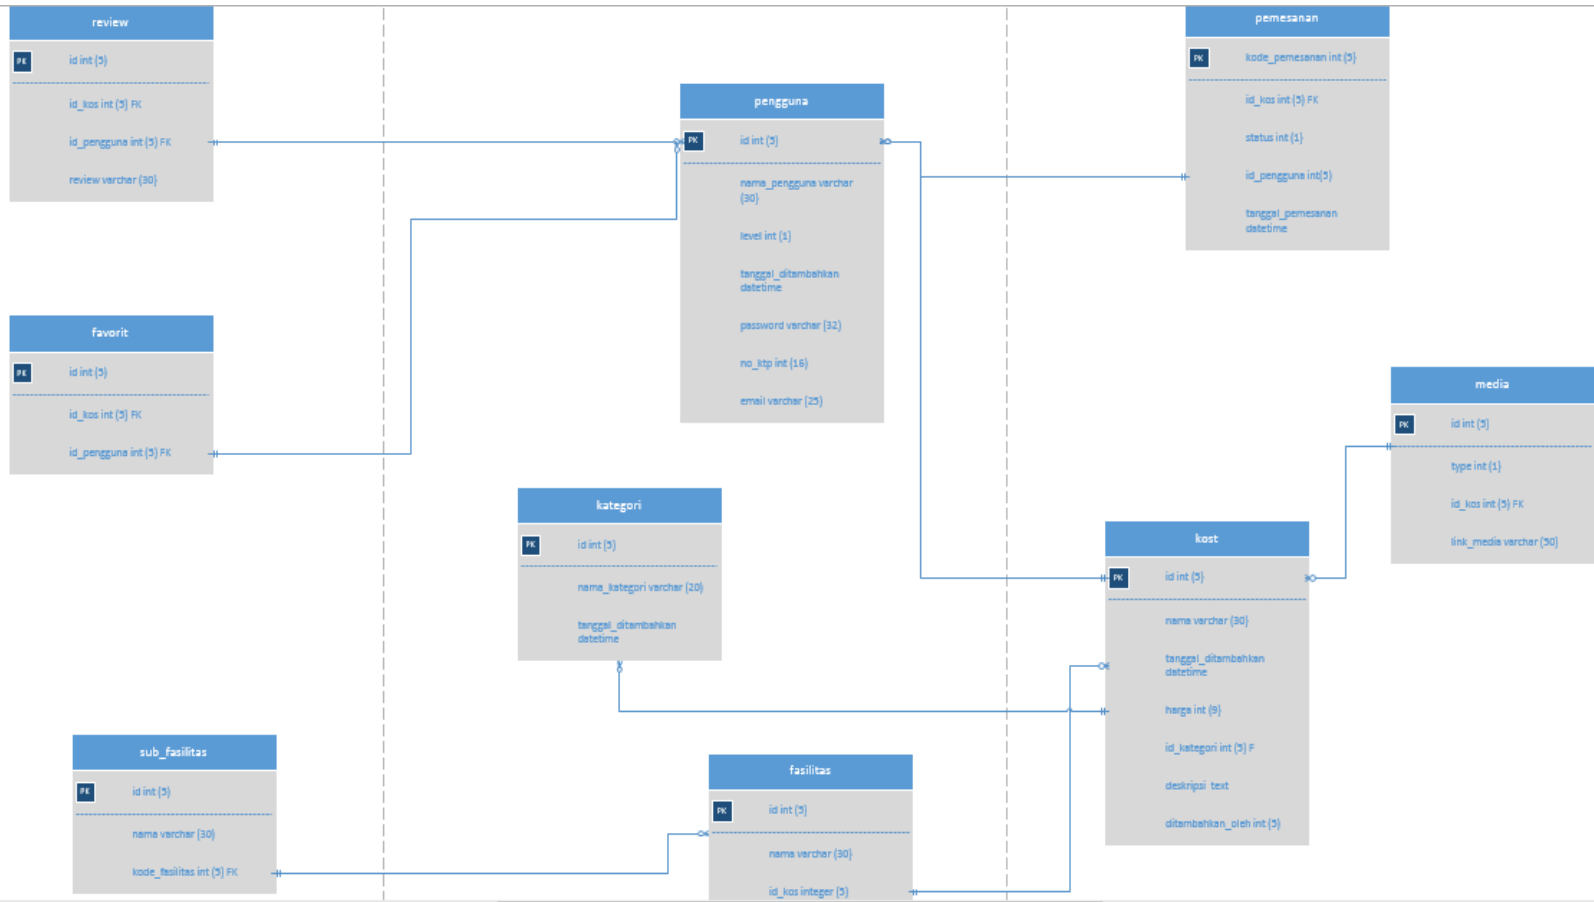 review
PK
id int (5)
id_kos int (5) FK
id_pengguna int (5) FK
review varchar (30)
pemesanan
PK
kode_pemesanan int (5)
id_kos int (5) FK
status int (1)
id_pengguna int(5)
tanggal_pemesanan
datetime
pengguna
PK
id int (5)
nama_pengguna varchar
(30)
level int (1)
tanggal_ditambahkan
datetime
password varchar (32)
no_ktp int (16)
email varchar (25)
favorit
PK
id int (5)
id_kos int (5) FK
id_pengguna int (5) FK
media
PK
id int (5)
type int (1)
id_kos int (5) FK
link_media varchar (50)
kategori
PK
id int (5)
nama_kategori varchar (20)
tanggal_ditambahkan
datetime
kost
PK
id int (5)
nama varchar (30)
tanggal_ditambahkan
datetime
harga int (9)
id_kategori int (5) F
deskripsi text
ditambahkan_oleh int (5)
sub_fasilitas
PK
id int (5)
nama varchar (30)
kode_fasilitas int (5) FK
fasilitas
PK
id int (5)
nama varchar (30)
id_kos integer (5)